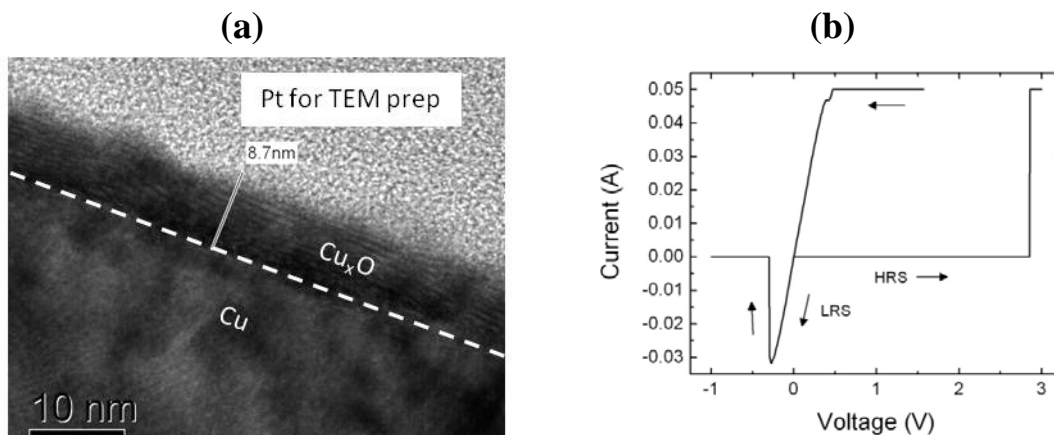 (a)
Pt for TEM prep
8.7nm
CuₓO
Cu
10 nm
(b)
Current (A)
0.05
0.04
0.03
0.02
0.01
0.00
-0.01
-0.02
-0.03
HRS
LRS
-1
0
1
2
3
Voltage (V)